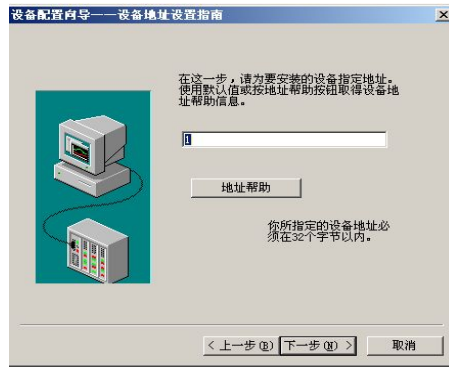 设备配置向导——设备地址设置指南
在这一步，请为要安装的设备指定地址。
使用默认值或按地址帮助按钮取得设备地
址帮助信息。
1
地址帮助
你所指定的设备地址必
须在32个字节以内。
< 上一步(B) 下一步(N) > 取消